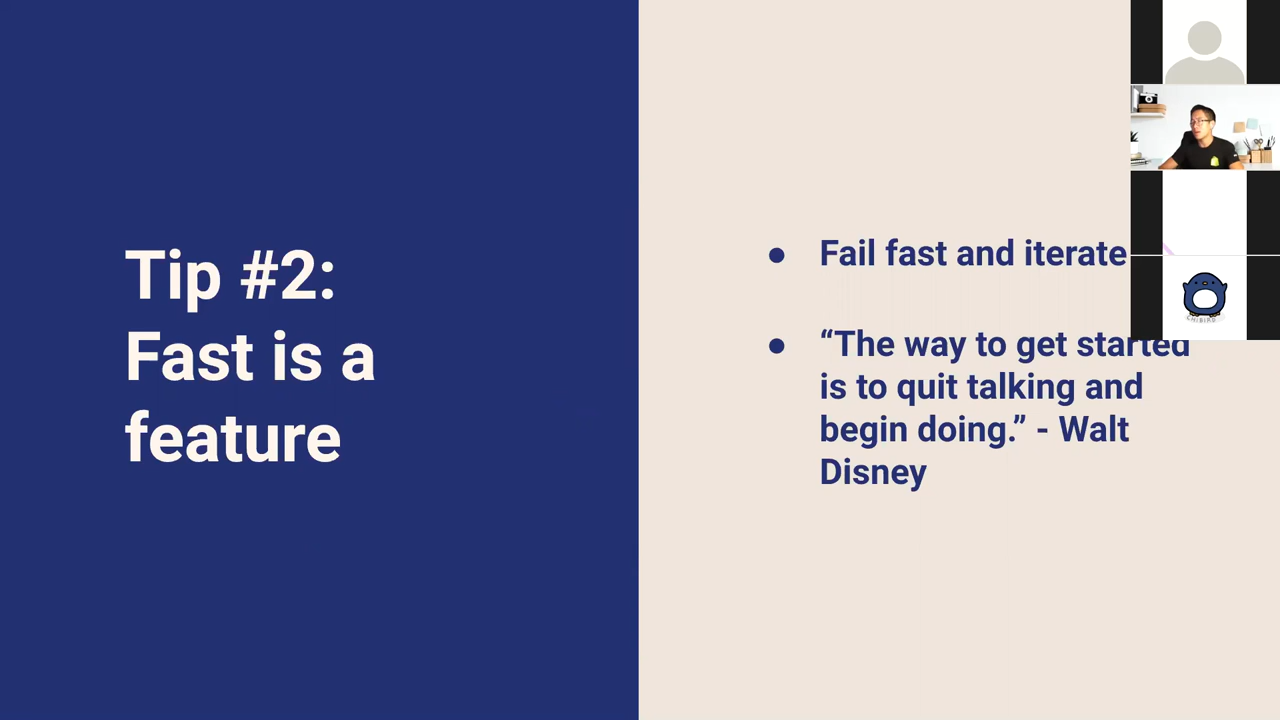 Tip #2:
Fast is a
feature
● Fail fast and iterate
● “The way to get started
is to quit talking and
begin doing.” - Walt
Disney
CHIBIRD